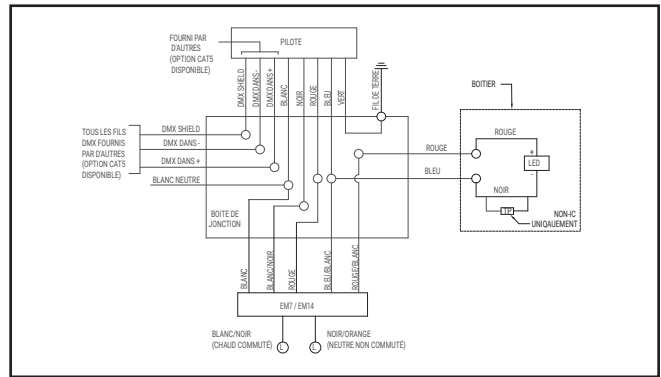 FOURNI PAR
D'AUTRES
(OPTION CAT5
DISPONIBLE)
PILOTE
DMX SHIELD
DMX DANS -
DMX DANS +
BLANC
NOIR
ROUGE
BLEU
VERT
FIL DE TERRE
BOITIER
TOUS LES FILS
DMX FOURNIS
PAR D'AUTRES
(OPTION CAT5
DISPONIBLE)
DMX SHIELD
DMX DANS -
DMX DANS +
BLANC NEUTRE
BOITE DE
JONCTION
ROUGE
BLEU
ROUGE
+
LED
-
NOIR
TP
NON-IC
UNIQAUEMENT
BLANC
BLANC/NOIR
ROUGE
BLEU/BLANC
ROUGE/BLANC
EM7 / EM14
BLANC/NOIR
(CHAUD COMMUTÉ)
L
L
NOIR/ORANGE
(NEUTRE NON COMMUTÉ)